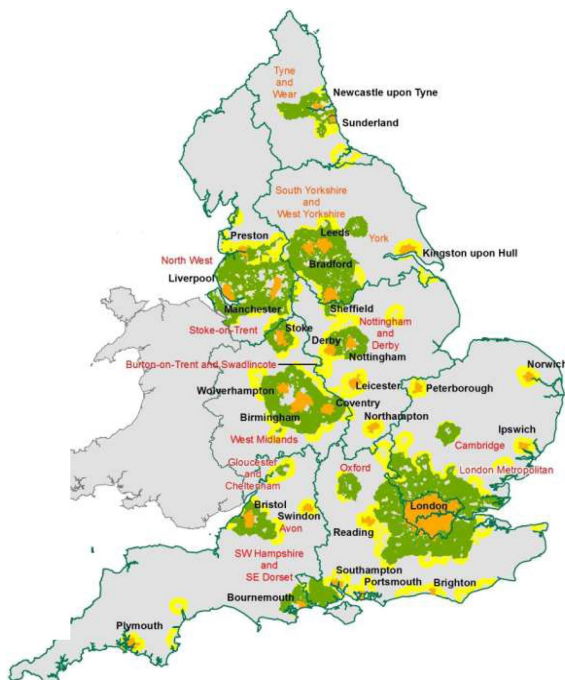 Tyne
and
Wear
Newcastle upon Tyne
Sunderland
South Yorkshire
and
West Yorkshire
Preston
Leeds
York
Kingston upon Hull
North West
Bradford
Liverpool
Manchester
Sheffield
Stoke-on-Trent
Stoke
Nottingham
and
Derby
Derby
Nottingham
Burton-on-Trent and Swadlincote
Norwich
Leicester
Peterborough
Wolverhampton
Coventry
Birmingham
Northampton
Ipswich
West Midlands
Cambridge
Gloucester
and
Cheltenham
Oxford
London Metropolitan
Bristol
London
Swindon
Avon
Reading
SW Hampshire
and
SE Dorset
Southampton
Portsmouth
Brighton
Bournemouth
Plymouth